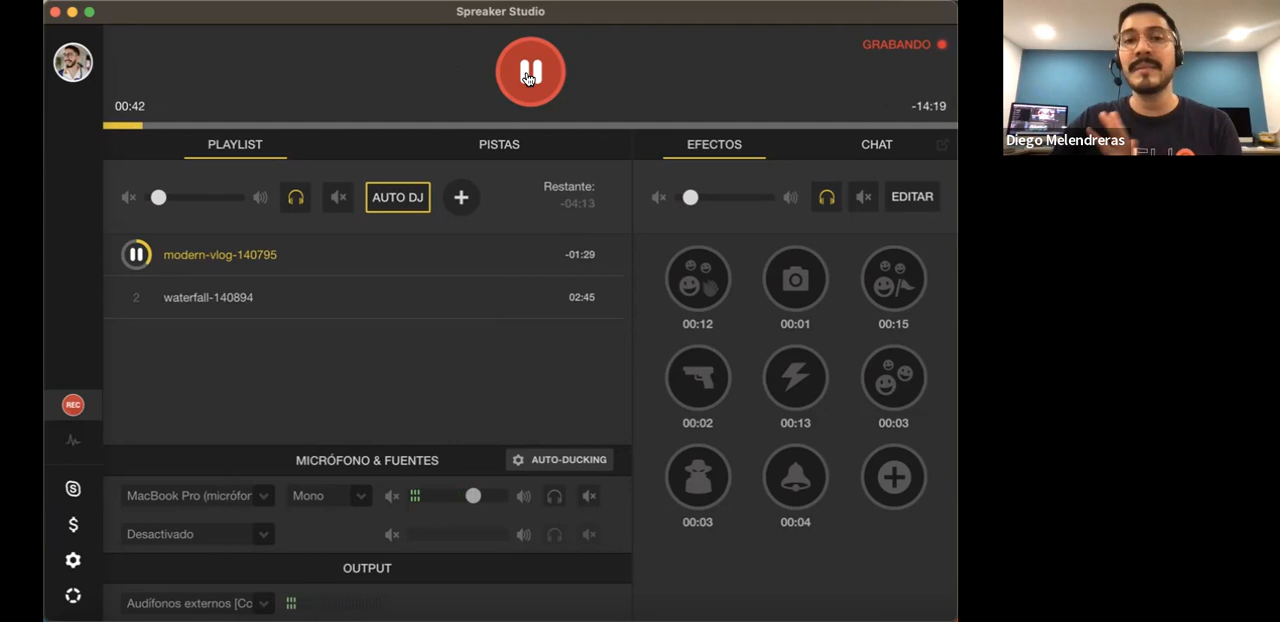 Spreaker Studio
GRABANDO
00:42
-14:19
PLAYLIST
PISTAS
EFECTOS
CHAT
AUTO DJ
Restante:
-04:13
EDITAR
modern-vlog-140795
-01:29
2
waterfall-140894
02:45
00:12
00:01
00:15
00:02
00:13
00:03
00:03
00:04
REC
MICRÓFONO & FUENTES
AUTO-DUCKING
MacBook Pro (micrófor
Mono
Desactivado
OUTPUT
Audífonos externos [Co
Diego Melendreras